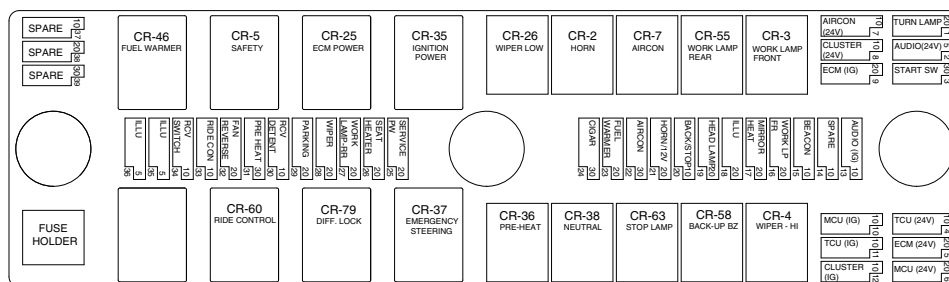 SPARE 10 37
SPARE 20 38
SPARE 30 39
CR-46
FUEL WARMER
CR-5
SAFETY
CR-25
ECM POWER
CR-35
IGNITION
POWER
CR-26
WIPER LOW
CR-2
HORN
CR-7
AIRCON
CR-55
WORK LAMP
REAR
CR-3
WORK LAMP
FRONT
AIRCON
(24V)
10 7
CLUSTER
(24V)
10 8
ECM (IG) 20 9
TURN LAMP 20 1
AUDIO(24V) 5 2
START SW 30 3
ILLU 5 36
ILLU 5 35
RCV
SWITCH
10 34
RIDE CON 10 33
FAN
REVERSE
20 32
PRE HEAT 30 31
RCV
DETENT
10 30
PARKING 20 29
WIPER 20 28
WORK
LAMP-RR
20 27
SEAT
HEATER
20 26
SERVICE
PW
20 25
CIGAR 30 24
FUEL
WARMER
20 23
AIRCON 30 22
HORN/12V 20 21
BACK/STOP 10 20
HEAD LAMP 20 19
ILLU 20 18
MIRROR
HEAT
20 17
WORK LP
FR
20 16
BEACON 10 15
SPARE 10 14
AUDIO (IG) 10 13
FUSE
HOLDER
CR-60
RIDE CONTROL
CR-79
DIFF. LOCK
CR-37
EMERGENCY
STEERING
CR-36
PRE-HEAT
CR-38
NEUTRAL
CR-63
STOP LAMP
CR-58
BACK-UP BZ
CR-4
WIPER - HI
MCU (IG) 10 10
TCU (IG) 10 11
CLUSTER
(IG)
10 12
TCU (24V) 10 4
ECM (24V) 20 5
MCU (24V) 20 6